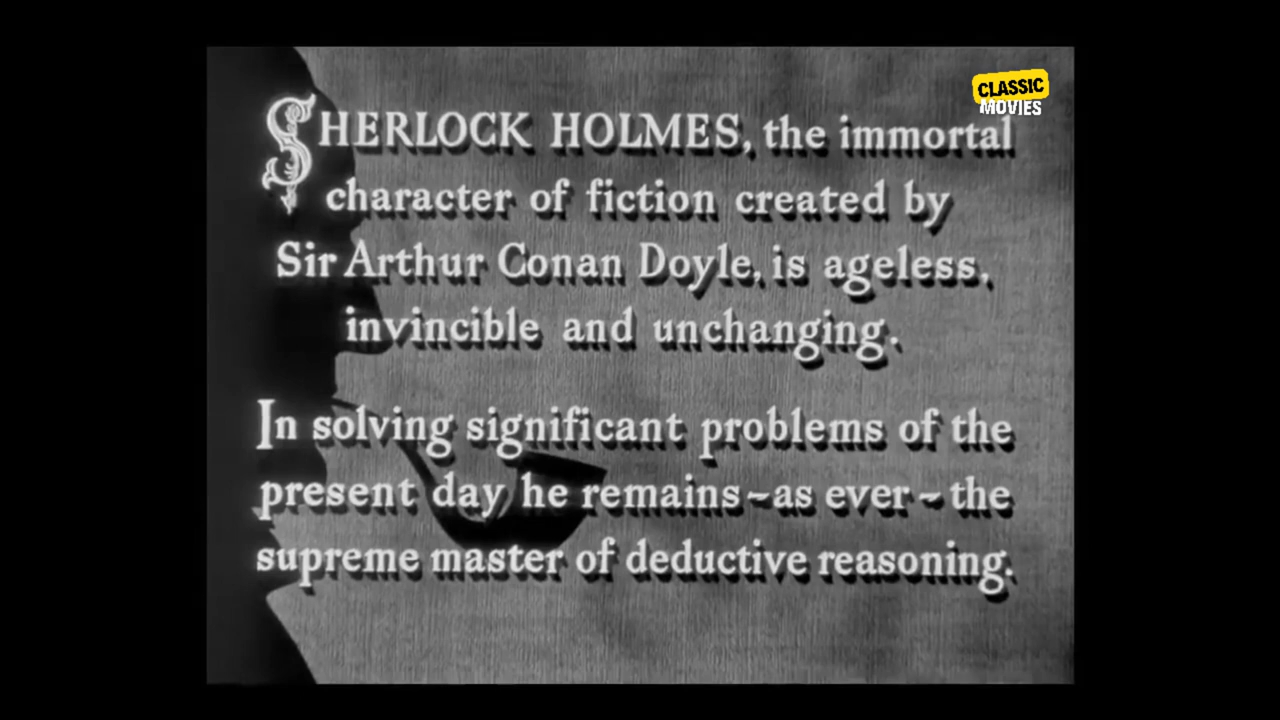 CLASSIC
MOVIES
SHERLOCK HOLMES, the immortal
character of fiction created by
Sir Arthur Conan Doyle, is ageless,
invincible and unchanging.
In solving significant problems of the
present day he remains~as ever~the
supreme master of deductive reasoning.